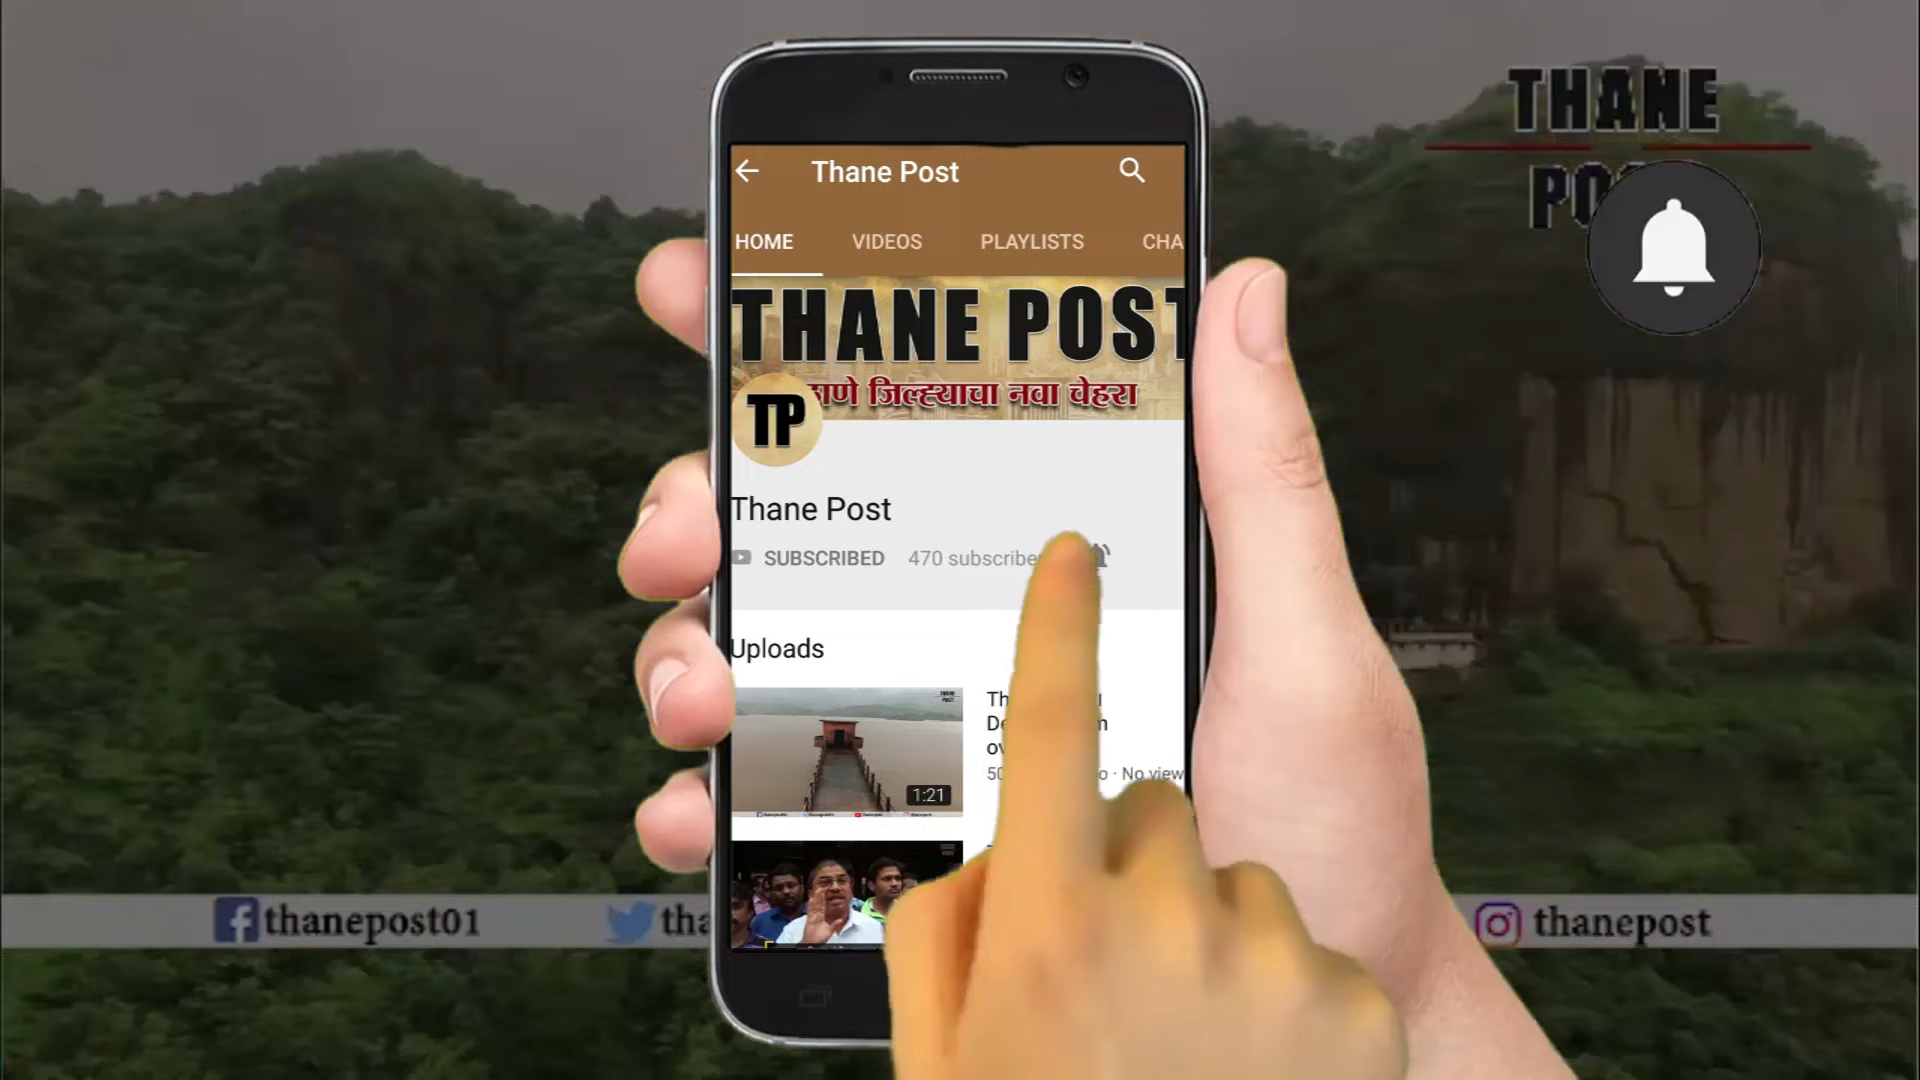 THANE
Thane Post
HOME VIDEOS PLAYLISTS CHA
THANE POST
जिल्ह्याचा नवा चेहरा
TP
Thane Post
SUBSCRIBED 470
Uploads
No view
1:21
thanepost01
thanepost